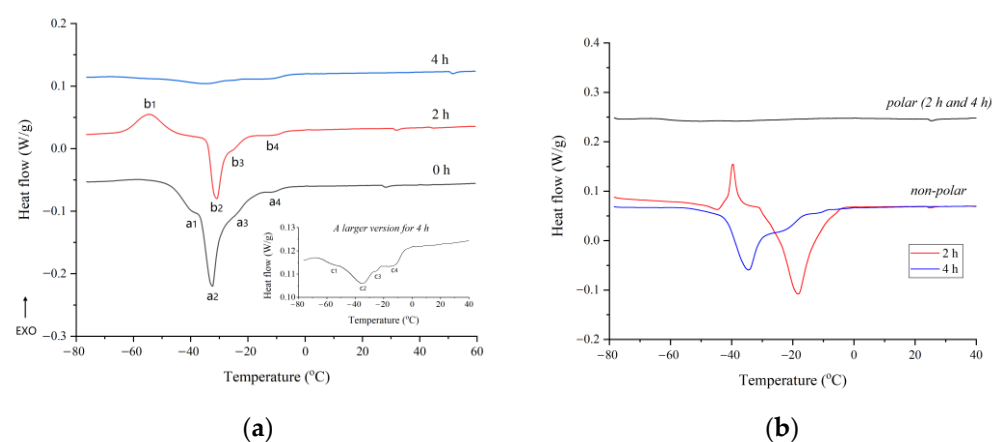 0.2
0.1
0.0
−0.1
−0.2
−0.3
Heat flow (W/g)
4 h
2 h
0 h
b1
b2
b3
b4
a1
a2
a3
a4
EXO
A larger version for 4 h
0.13
0.12
0.11
0.10
Heat flow (W/g)
c1
c2
c3
c4
−80 −60 −40 −20 0 20 40
Temperature (°C)
−80 −60 −40 −20 0 20 40 60
Temperature (°C)
(a)
0.4
0.3
0.2
0.1
0.0
−0.1
−0.2
Heat flow (W/g)
polar (2 h and 4 h)
non-polar
2 h
4 h
−80 −60 −40 −20 0 20 40
Temperature (°C)
(b)